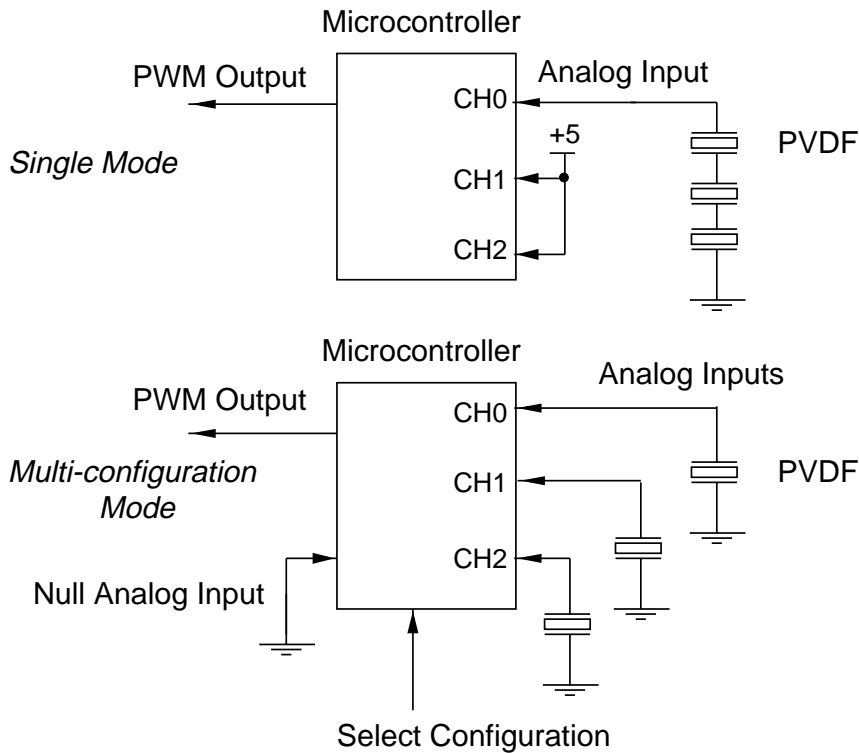 Microcontroller
PWM Output
Analog Input
CH0
+5
PVDF
Single Mode
CH1
CH2
Microcontroller
Analog Inputs
PWM Output
CH0
Multi-configuration
Mode
CH1
PVDF
CH2
Null Analog Input
Select Configuration